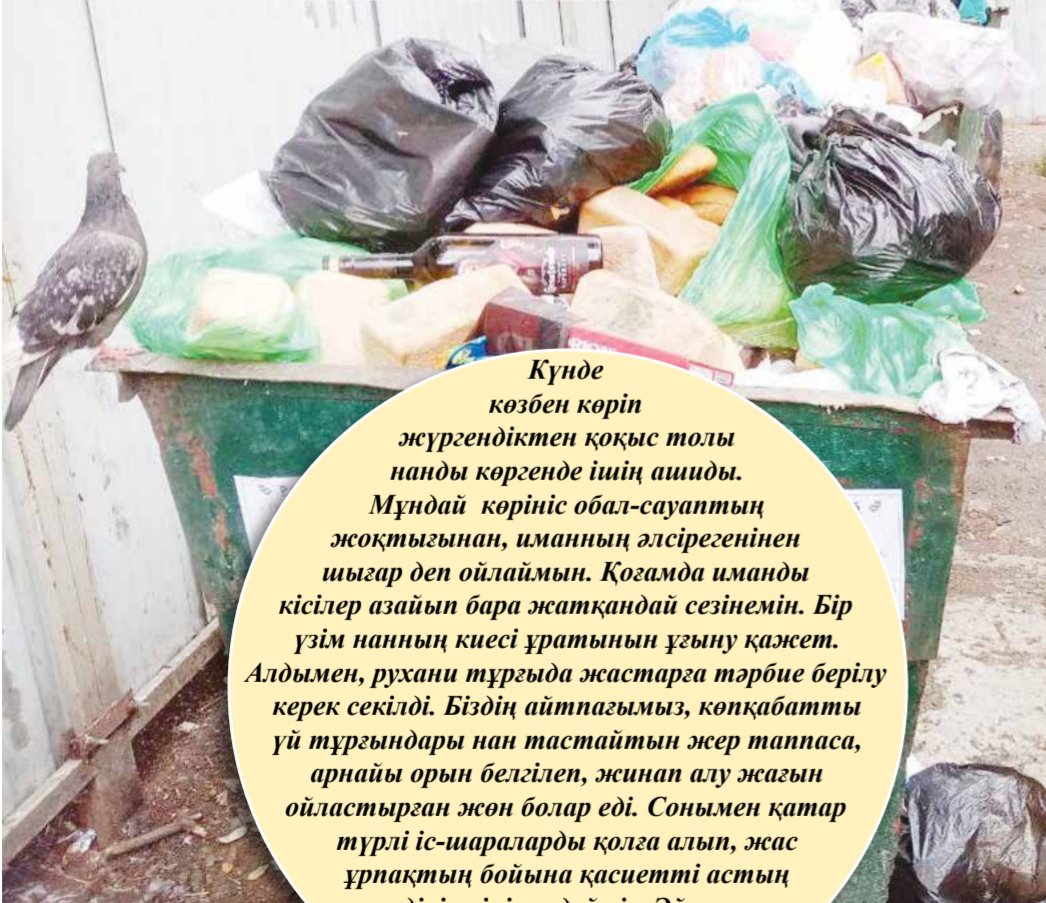 Күнде
көзбен көріп
жүргендіктен қоқыс толы
нанды көргенде ішің ашиды.
Мұндай көрініс обал-сауаптың
жоқтығынан, иманның әлсірегенінен
шығар деп ойлаймын. Қоғамда иманды
кісілер азайып бара жатқандай сезінемін. Бір
үзім нанның киесі ұратынын ұғыну қажет.
Алдымен, рухани тұрғыда жастарға тәрбие берілу
керек секілді. Біздің айтпағымыз, көпқабатты
үй тұрғындары нан тастайтын жер таппаса,
арнайы орын белгілеп, жинап алу жағын
ойластырған жөн болар еді. Сонымен қатар
түрлі іс-шараларды қолға алып, жас
ұрпақтың бойына қасиетті астың